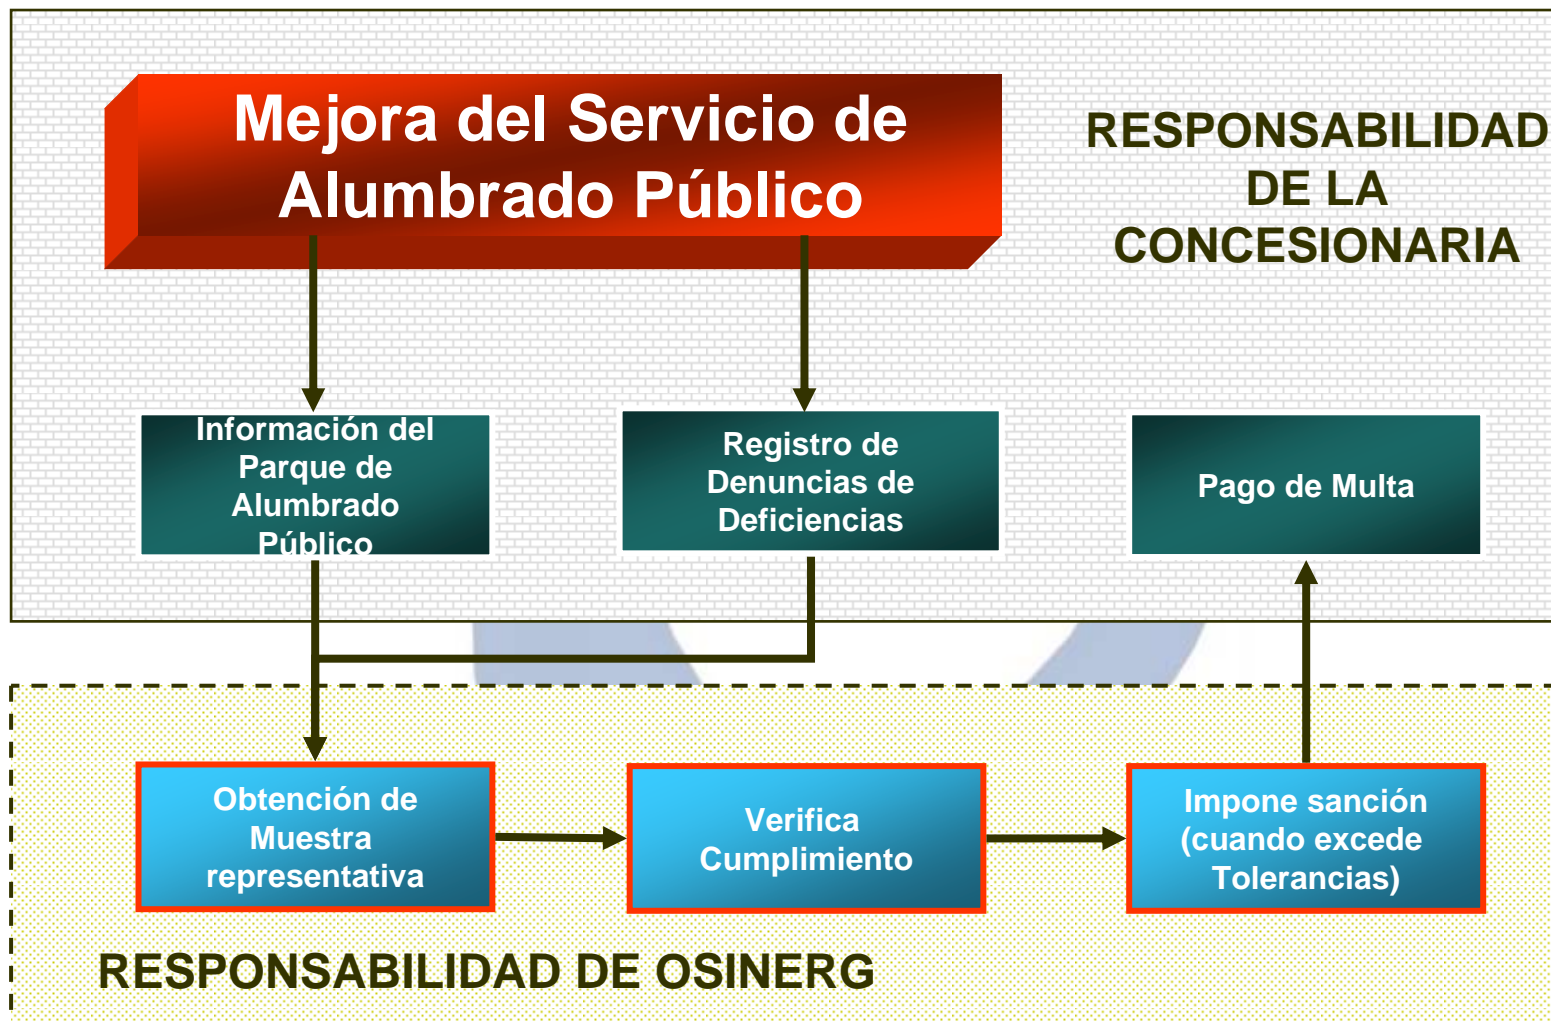 Mejora del Servicio de
Alumbrado Público
RESPONSABILIDAD
DE LA
CONCESIONARIA
Información del
Parque de
Alumbrado
Público
Registro de
Denuncias de
Deficiencias
Pago de Multa
Obtención de
Muestra
representativa
Verifica
Cumplimiento
Impone sanción
(cuando excede
Tolerancias)
RESPONSABILIDAD DE OSINERG